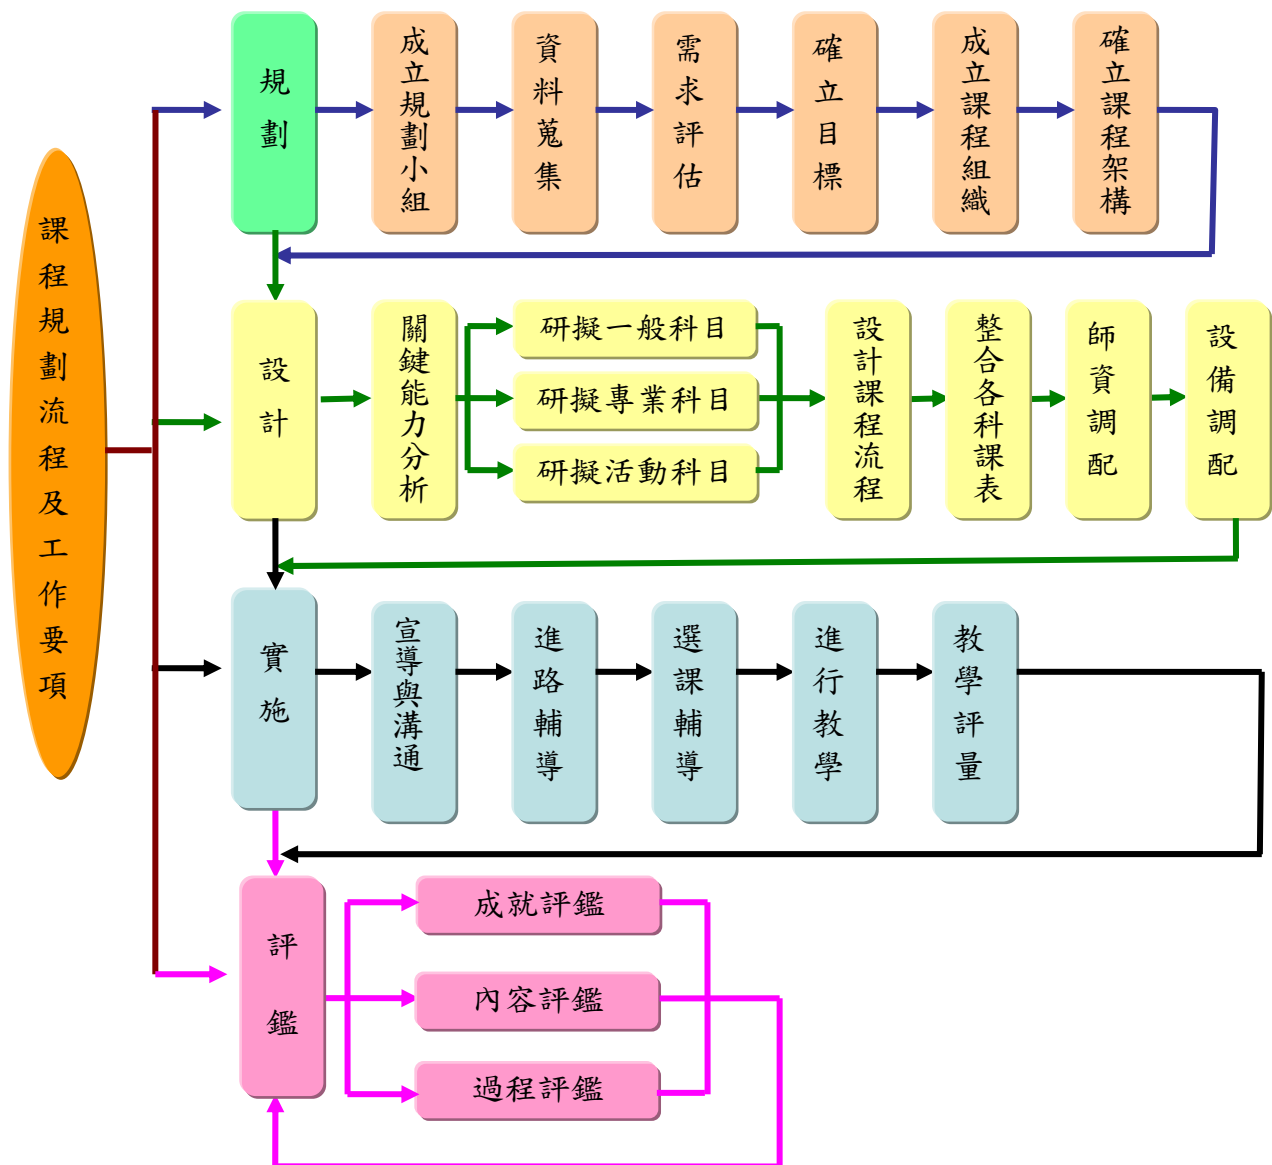 課程規劃流程及工作要項
規劃
成立規劃小組
資料蒐集
需求評估
確立目標
成立課程組織
確立課程架構
設計
關鍵能力分析
研擬一般科目
研擬專業科目
研擬活動科目
設計課程流程
整合各科課表
師資調配
設備調配
實施
宣導與溝通
進路輔導
選課輔導
進行教學
教學評量
評鑑
成就評鑑
內容評鑑
過程評鑑